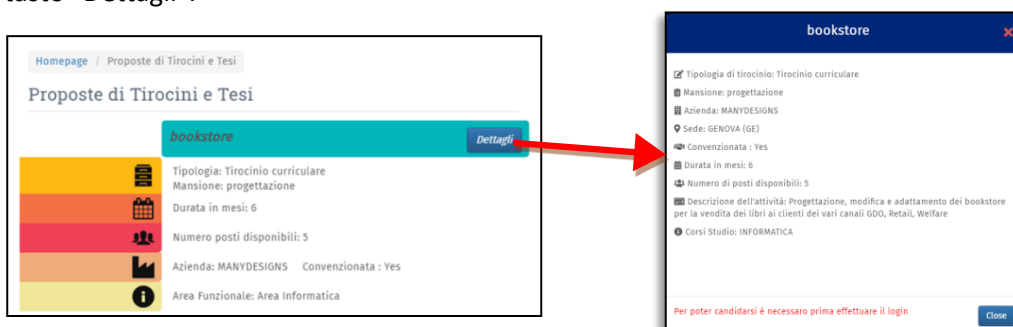 tasto "Dettagli".
Homepage / Proposte di Tirocini e Tesi
Proposte di Tirocini e Tesi
bookstore
Dettagli
Tipologia: Tirocinio curriculare
Mansione: progettazione
Durata in mesi: 6
Numero posti disponibili: 5
Azienda: MANYDESIGNS Convenzionata : Yes
Area Funzionale: Area Informatica
bookstore
Tipologia di tirocinio: Tirocinio curriculare
Mansione: progettazione
Azienda: MANYDESIGNS
Sede: GENOVA (GE)
Convenzionata : Yes
Durata in mesi: 6
Numero di posti disponibili: 5
Descrizione dell'attività: Progettazione, modifica e adattamento dei bookstore
per la vendita dei libri ai clienti dei vari canali GDO, Retail, Welfare
Corsi Studio: INFORMATICA
Per poter candidarsi é necessaro prima effettuare il login
Close